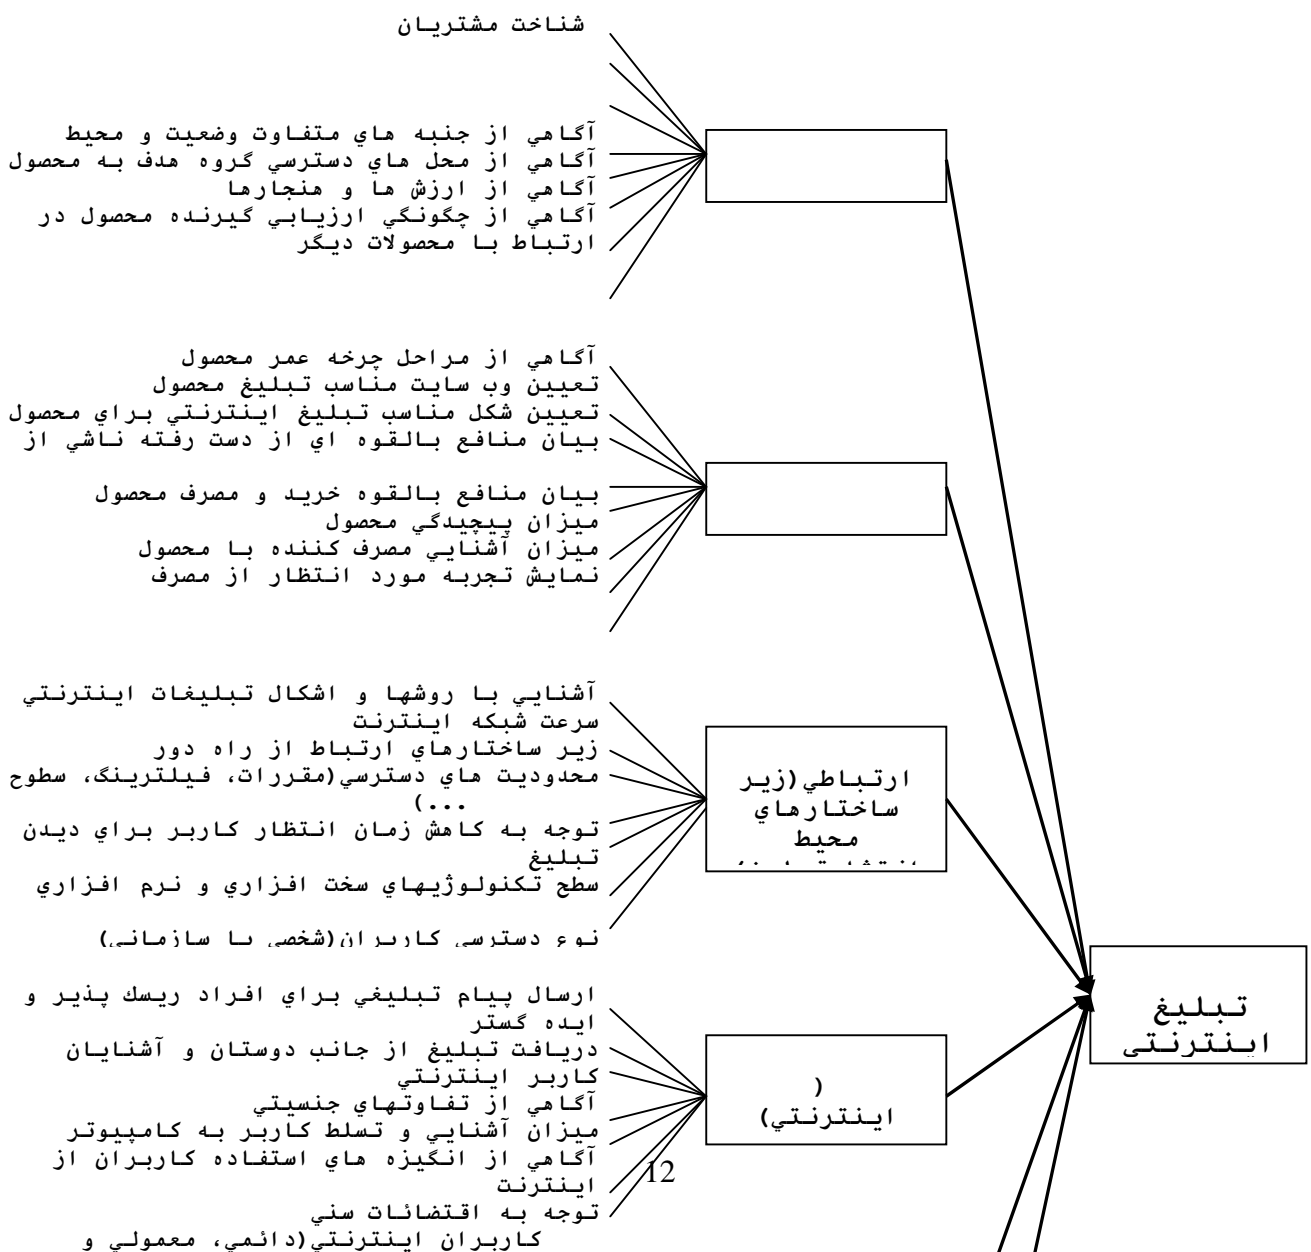 شناخت مشتريان
آگاهي از جنبه هاي متفاوت وضعيت و محيط
آگاهي از محل هاي دسترسي گروه هدف به محصول
آگاهي از ارزش ها و هنجارها
آگاهي از چگونگي ارزيابي گيرنده محصول در
ارتباط با محصولات ديگر
آگاهي از مراحل چرخه عمر محصول
تعيين وب سايت مناسب تبليغ محصول
تعيين شكل مناسب تبليغ اينترنتي براي محصول
بيان منافع بالقوه اي از دست رفته ناشي از
بيان منافع بالقوه خريد و مصرف محصول
ميزان پيچيدگي محصول
ميزان آشنايي مصرف كننده با محصول
نمايش تجربه مورد انتظار از مصرف
آشنايي با روشها و اشكال تبليغات اينترنتي
سرعت شبكه اينترنت
زير ساختارهاي ارتباط از راه دور
محدوديت هاي دسترسي(مقررات، فيلترينگ، سطوح
...)
توجه به كاهش زمان انتظار كاربر براي ديدن
تبليغ
سطح تكنولوژيهاي سخت افزاري و نرم افزاري
نوع دسترسي كاربران(شخصي يا سازماني)
ارتباطي(زير
ساختارهاي
محيط
ارسال پيام تبليغي براي افراد ريسك پذير و
ايده گستر
دريافت تبليغ از جانب دوستان و آشنايان
كاربر اينترنتي
آگاهي از تفاوتهاي جنسيتي
ميزان آشنايي و تسلط كاربر به كامپيوتر
آگاهي از انگيزه هاي استفاده كاربران از
اينترنت
توجه به اقتضائات سني
كاربران اينترنتي(دائمي، معمولي و
(
اينترنتي)
تبليغ
اينترنتي
12